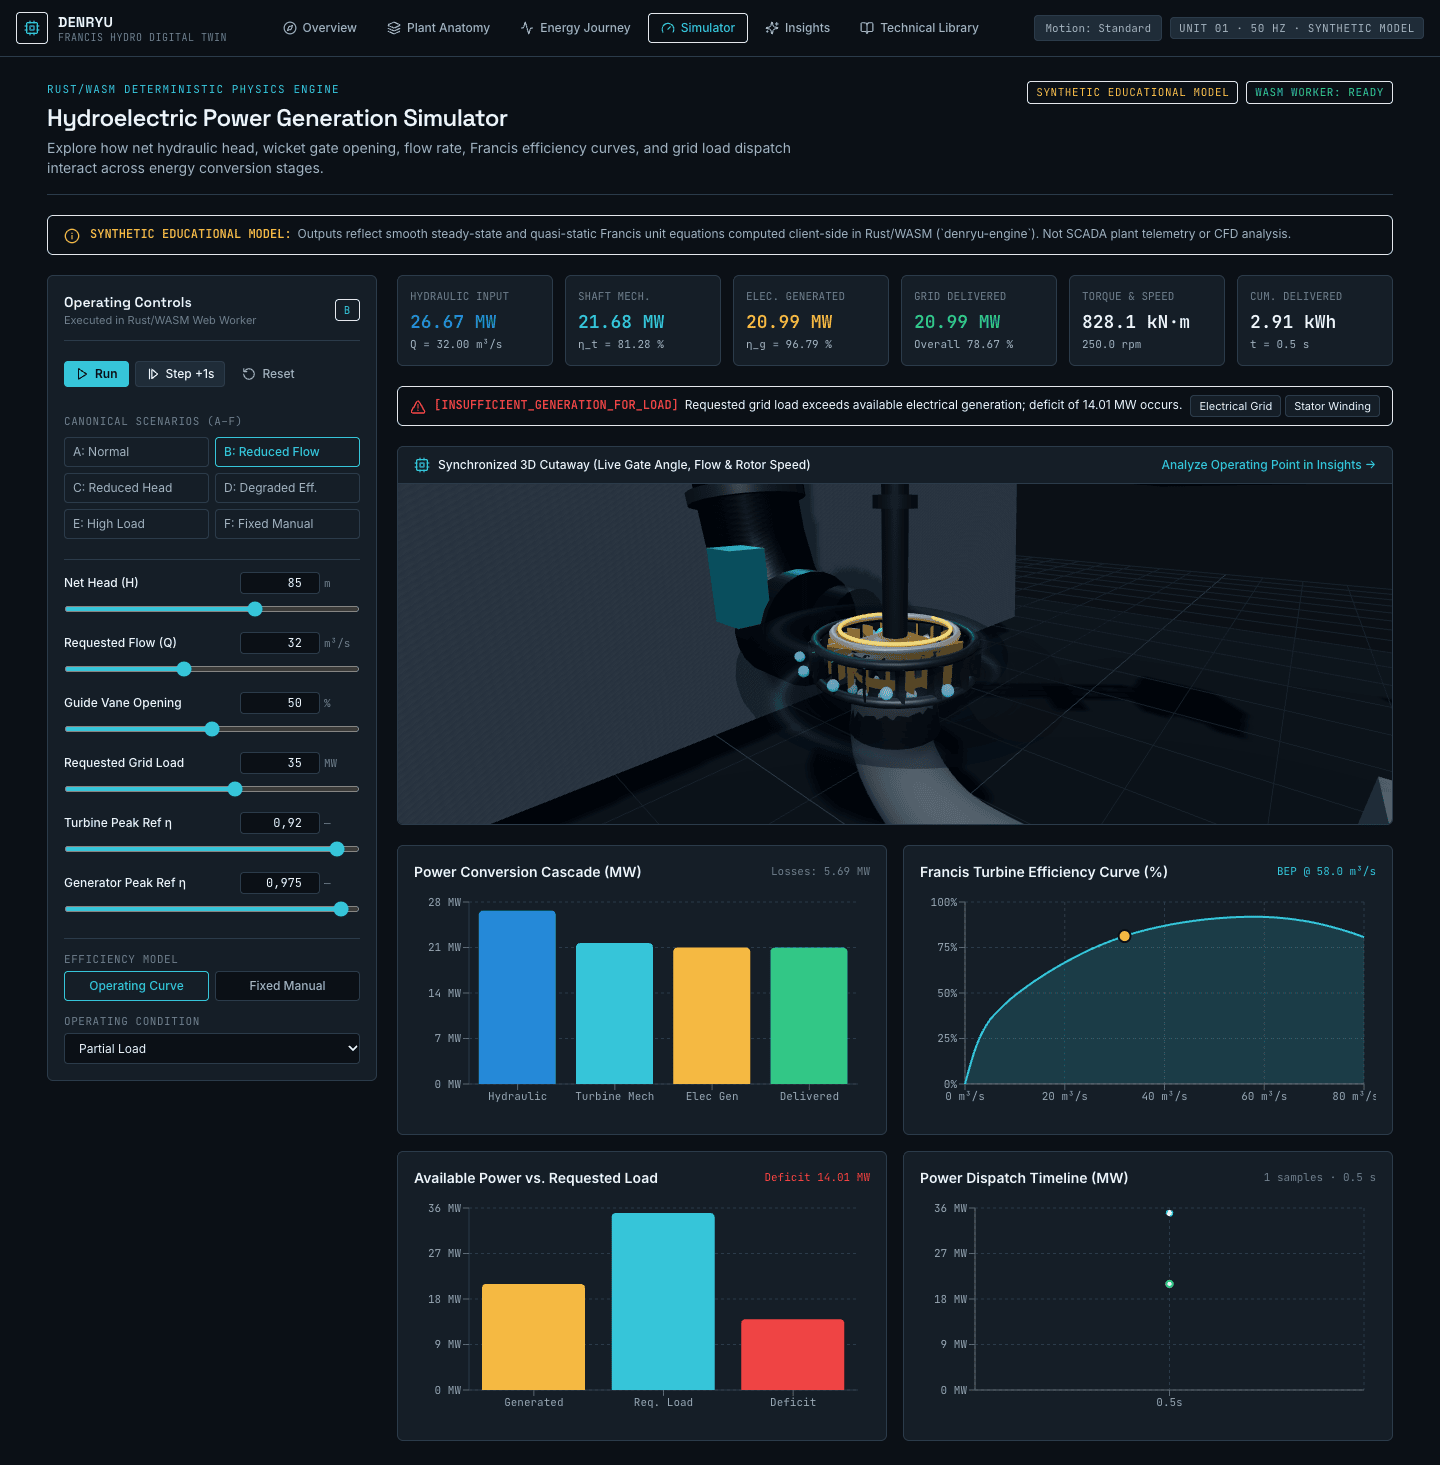 DENRYU
FRANCIS HYDRO DIGITAL TWIN
Overview
Plant Anatomy
Energy Journey
Simulator
Insights
Technical Library
Motion: Standard
UNIT 01 · 50 HZ · SYNTHETIC MODEL
RUST/WASM DETERMINISTIC PHYSICS ENGINE
SYNTHETIC EDUCATIONAL MODEL
WASM WORKER: READY
Hydroelectric Power Generation Simulator
Explore how net hydraulic head, wicket gate opening, flow rate, Francis efficiency curves, and grid load dispatch
interact across energy conversion stages.
SYNTHETIC EDUCATIONAL MODEL: Outputs reflect smooth steady-state and quasi-static Francis unit equations computed client-side in Rust/WASM (`denryu-engine`). Not SCADA plant telemetry or CFD analysis.
Operating Controls
Executed in Rust/WASM Web Worker
B
Run
Step +1s
Reset
CANONICAL SCENARIOS (A–F)
A: Normal
B: Reduced Flow
C: Reduced Head
D: Degraded Eff.
E: High Load
F: Fixed Manual
Net Head (H)
85
m
Requested Flow (Q)
32
m³/s
Guide Vane Opening
50
%
Requested Grid Load
35
MW
Turbine Peak Ref η
0,92
—
Generator Peak Ref η
0,975
—
EFFICIENCY MODEL
Operating Curve
Fixed Manual
OPERATING CONDITION
Partial Load
HYDRAULIC INPUT
26.67 MW
Q = 32.00 m³/s
SHAFT MECH.
21.68 MW
η_t = 81.28 %
ELEC. GENERATED
20.99 MW
η_g = 96.79 %
GRID DELIVERED
20.99 MW
Overall 78.67 %
TORQUE & SPEED
828.1 kN·m
250.0 rpm
CUM. DELIVERED
2.91 kWh
t = 0.5 s
[INSUFFICIENT_GENERATION_FOR_LOAD] Requested grid load exceeds available electrical generation; deficit of 14.01 MW occurs.
Electrical Grid
Stator Winding
Synchronized 3D Cutaway (Live Gate Angle, Flow & Rotor Speed)
Analyze Operating Point in Insights →
Power Conversion Cascade (MW)
Losses: 5.69 MW
28 MW
21 MW
14 MW
7 MW
0 MW
Hydraulic
Turbine Mech
Elec Gen
Delivered
Francis Turbine Efficiency Curve (%)
BEP @ 58.0 m³/s
100%
75%
50%
25%
0%
0 m³/s
20 m³/s
40 m³/s
60 m³/s
80 m³/s
Available Power vs. Requested Load
Deficit 14.01 MW
36 MW
27 MW
18 MW
9 MW
0 MW
Generated
Req. Load
Deficit
Power Dispatch Timeline (MW)
1 samples · 0.5 s
36 MW
27 MW
18 MW
9 MW
0 MW
0.5s